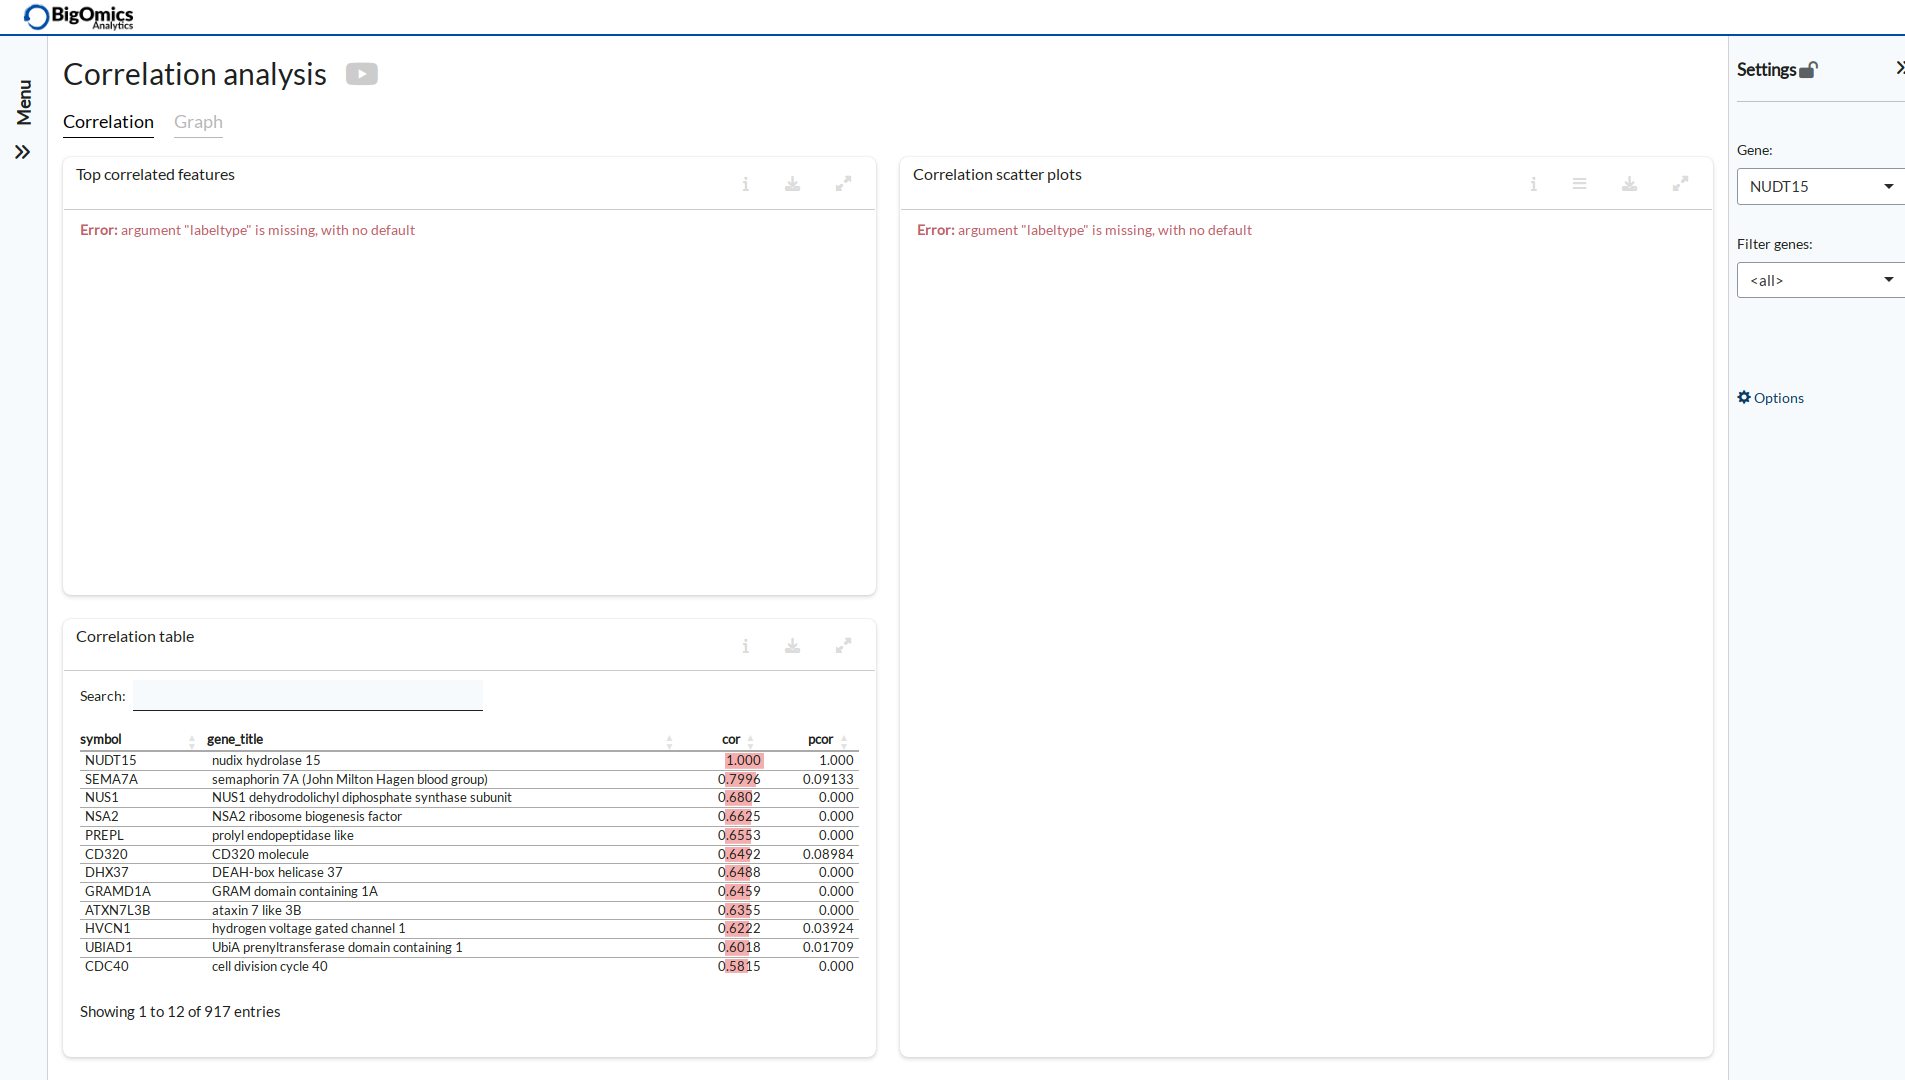 BigOmics
Analytics
Menu
Correlation analysis
Correlation Graph
Top correlated features
Error: argument "labeltype" is missing, with no default
Correlation table
Search:
symbol gene_title cor pcor
NUDT15 nudix hydrolase 15 1.000 1.000
SEMA7A semaphorin 7A (John Milton Hagen blood group) 0.7996 0.09133
NUS1 NUS1 dehydrodolichyl diphosphate synthase subunit 0.6802 0.000
NSA2 NSA2 ribosome biogenesis factor 0.6625 0.000
PREPL prolyl endopeptidase like 0.6553 0.000
CD320 CD320 molecule 0.6492 0.08984
DHX37 DEAH-box helicase 37 0.6488 0.000
GRAMD1A GRAM domain containing 1A 0.6459 0.000
ATXN7L3B ataxin 7 like 3B 0.6355 0.000
HVCN1 hydrogen voltage gated channel 1 0.6222 0.03924
UBIAD1 UbiA prenyltransferase domain containing 1 0.6018 0.01709
CDC40 cell division cycle 40 0.5815 0.000
Showing 1 to 12 of 917 entries
Correlation scatter plots
Error: argument "labeltype" is missing, with no default
Settings
Gene:
NUDT15
Filter genes:
<all>
Options